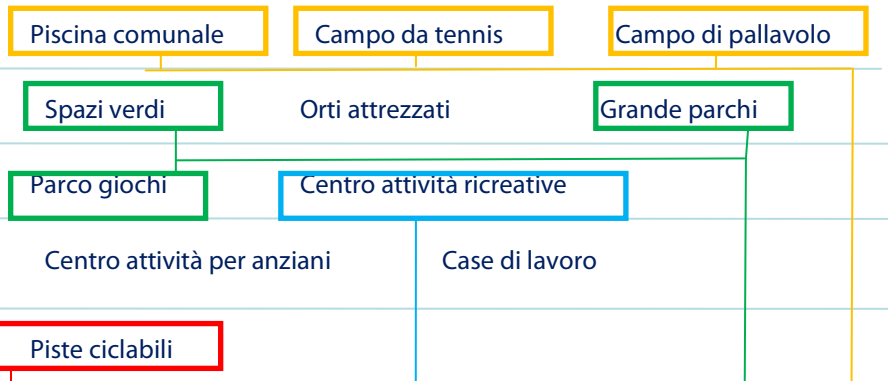 Piscina comunale Campo da tennis Campo di pallavolo
Spazi verdi Orti attrezzati Grande parchi
Parco giochi Centro attività ricreative
Centro attività per anziani Case di lavoro
Piste ciclabili